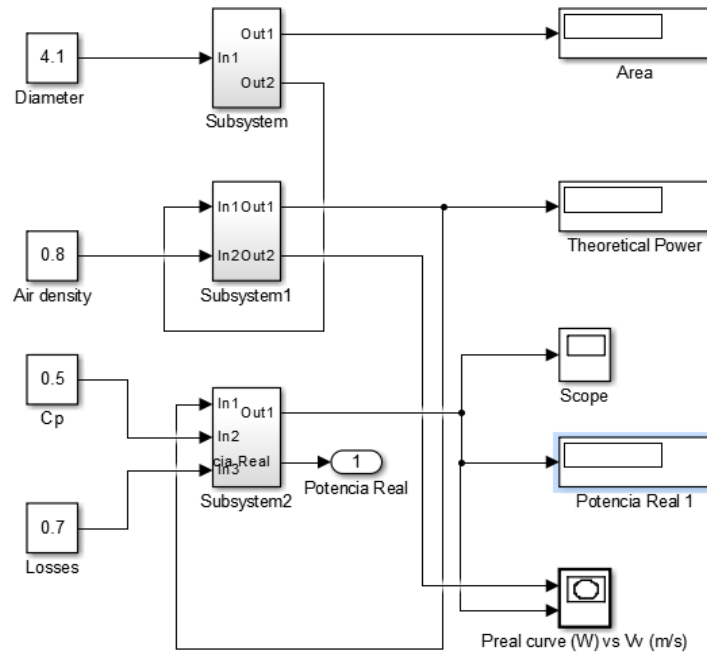 4.1
Diameter
In1
Out1
Out2
Subsystem
Area
0.8
Air density
In1
Out1
In2
Out2
Subsystem1
Theoretical Power
0.5
Cp
0.7
Losses
In1
Out1
In2
cia Real
In3
Subsystem2
1
Potencia Real
Scope
Potencia Real 1
Preal curve (W) vs Vv (m/s)